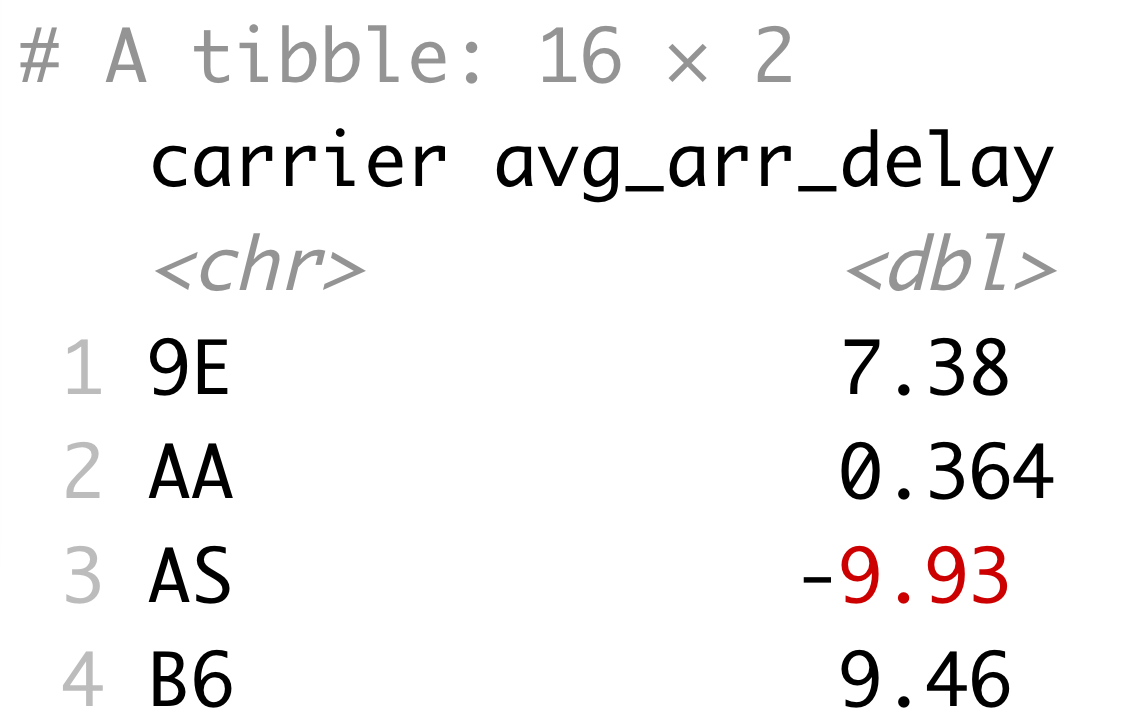 # A tibble: 16 × 2
carrier avg_arr_delay
<chr> <dbl>
1 9E 7.38
2 AA 0.364
3 AS -9.93
4 B6 9.46